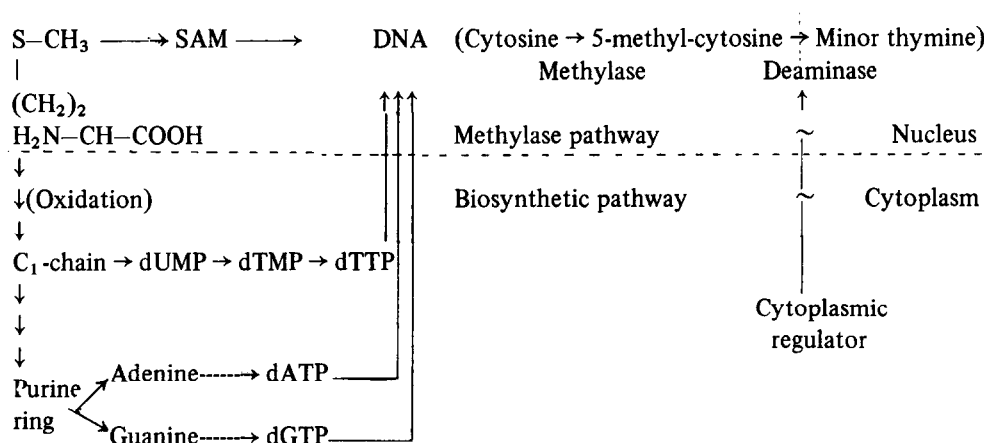 S–CH₃ → SAM → DNA (Cytosine → 5-methyl-cytosine → Minor thymine)
Methylase Deaminase
(CH₂)₂
H₂N–CH–COOH Methylase pathway ~ Nucleus
(Oxidation) Biosynthetic pathway ~ Cytoplasm
C₁-chain → dUMP → dTMP → dTTP
Cytoplasmic
regulator
Adenine → dATP
Purine
ring
Guanine → dGTP